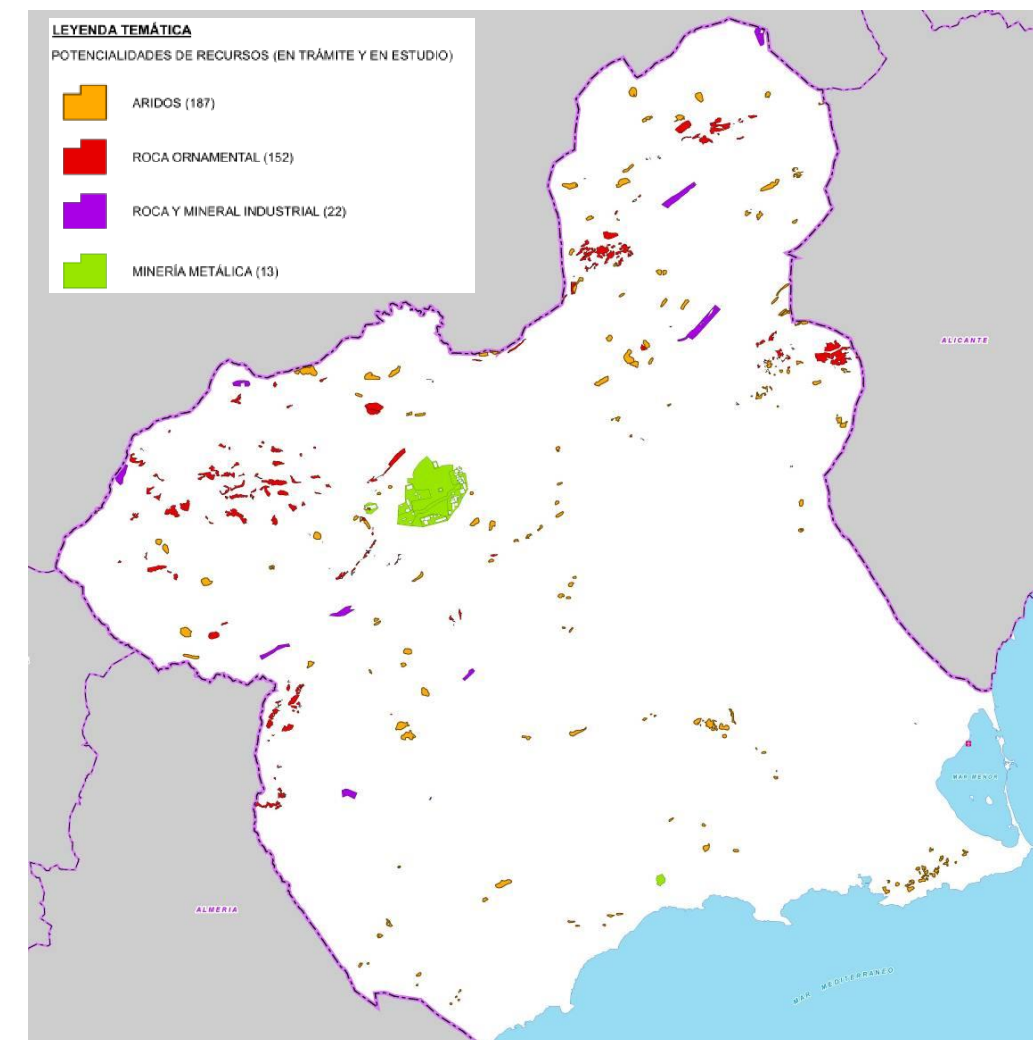 LEYENDA TEMÁTICA
POTENCIALIDADES DE RECURSOS (EN TRÁMITE Y EN ESTUDIO)
ARIDOS (187)
ROCA ORNAMENTAL (152)
ROCA Y MINERAL INDUSTRIAL (22)
MINERÍA METÁLICA (13)
ALICANTE
MAR MENOR
ALMERIA
MAR MEDITERRANEO